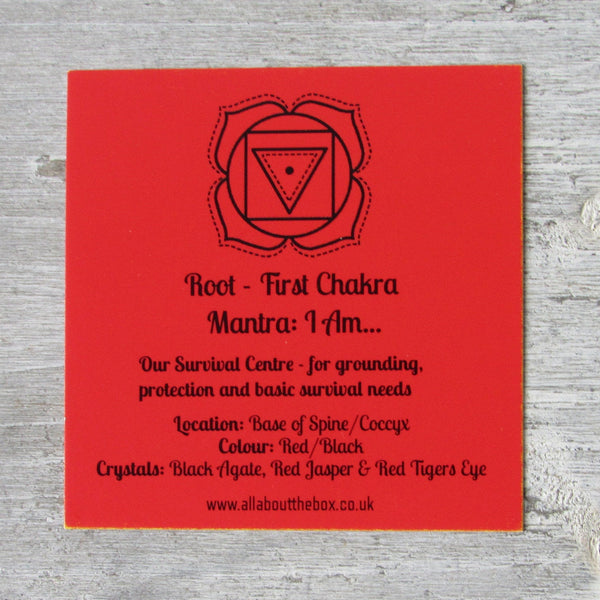 Root - First Chakra
Mantra: I Am...
Our Survival Centre - for grounding,
protection and basic survival needs
Location: Base of Spine/Coccyx
Colour: Red/Black
Crystals: Black Agate, Red Jasper & Red Tigers Eye
www.allaboutthebox.co.uk